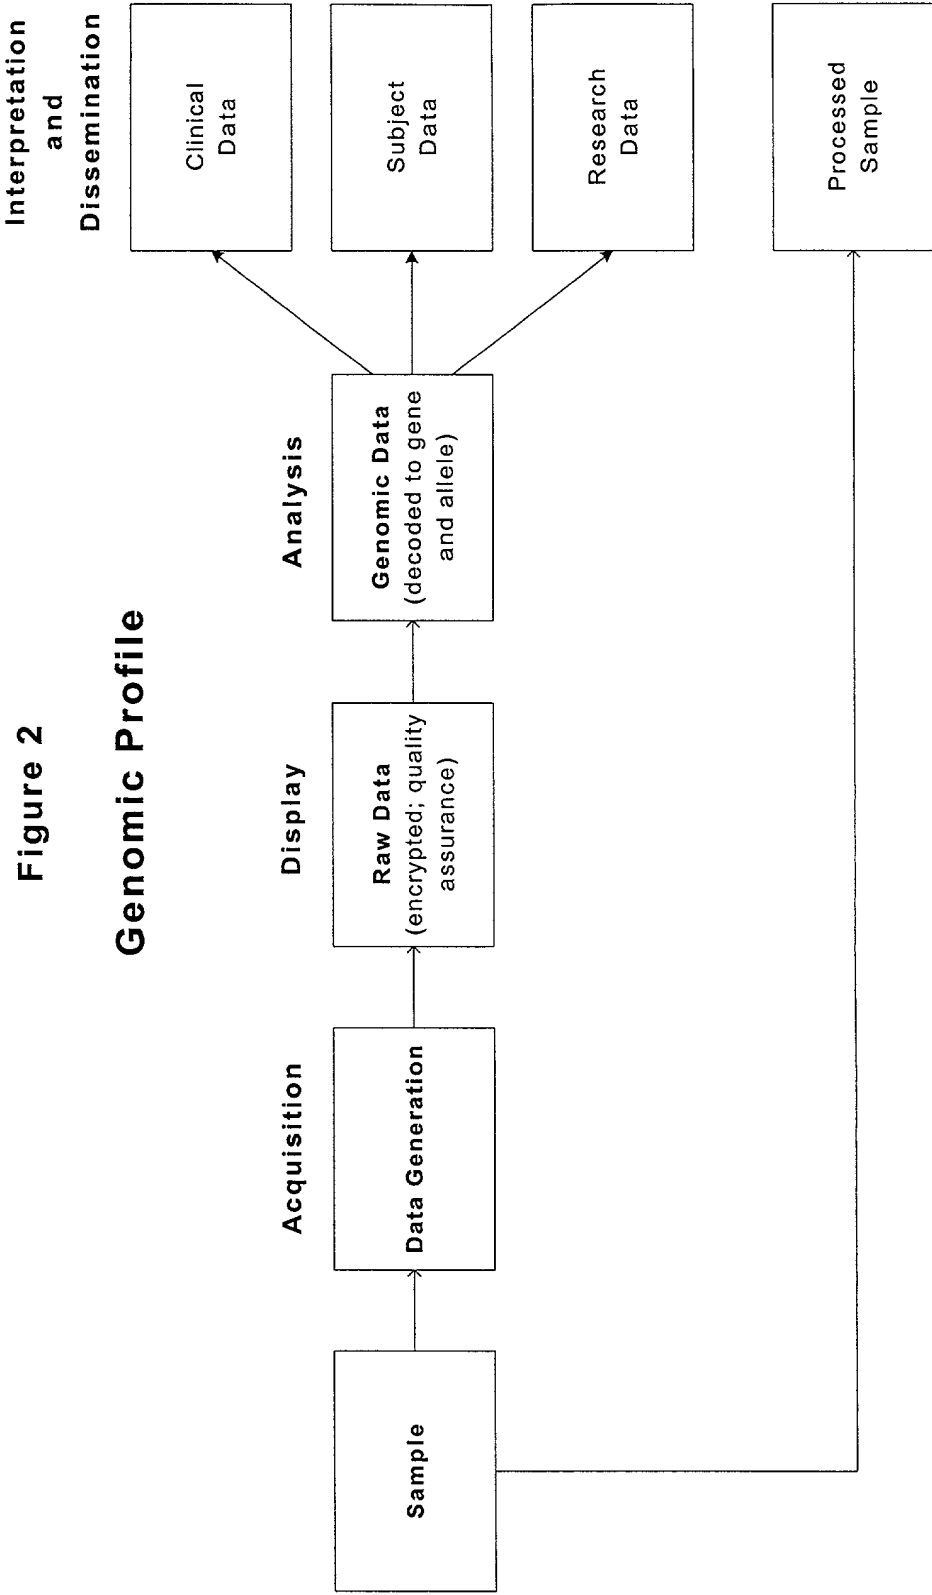 Figure 2
Genomic Profile
Acquisition
Display
Analysis
Interpretation
and
Dissemination
Sample
Data Generation
Raw Data
(encrypted; quality
assurance)
Genomic Data
(decoded to gene
and allele)
Clinical
Data
Subject
Data
Research
Data
Processed
Sample